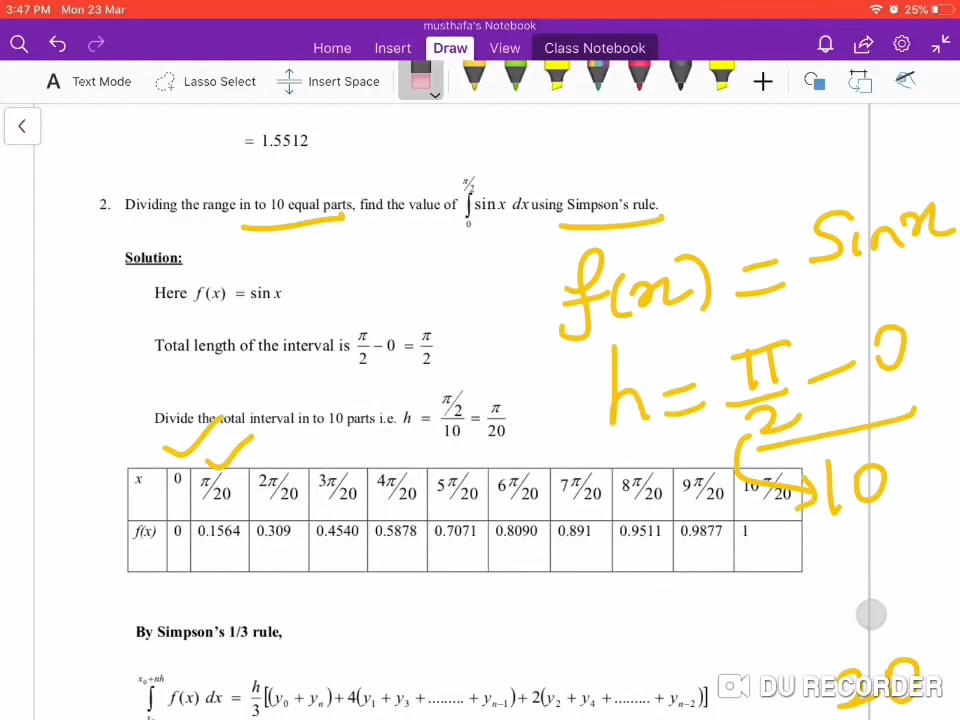 3:47 PM Mon 23 Mar 25%
musthafa's Notebook
Home Insert Draw View Class Notebook
Text Mode Lasso Select Insert Space
= 1.5512
2. Dividing the range in to 10 equal parts, find the value of ∫₀^{π/2} sin x dx using Simpson's rule.
f(x) = sinx
Solution:
Here f(x) = sin x
Total length of the interval is π/2 − 0 = π/2
h = π/2 − 0
10
Divide the total interval in to 10 parts i.e. h = (π/2)/10 = π/20
x 0 π/20 2π/20 3π/20 4π/20 5π/20 6π/20 7π/20 8π/20 9π/20 10π/20
f(x) 0 0.1564 0.309 0.4540 0.5878 0.7071 0.8090 0.891 0.9511 0.9877 1
By Simpson's 1/3 rule,
∫ x₀+nh x₀ f(x) dx = h/3 [(y₀ + yₙ) + 4(y₁ + y₃ + ......... + yₙ₋₁) + 2(y₂ + y₄ + ......... + yₙ₋₂)]
20
DU RECORDER